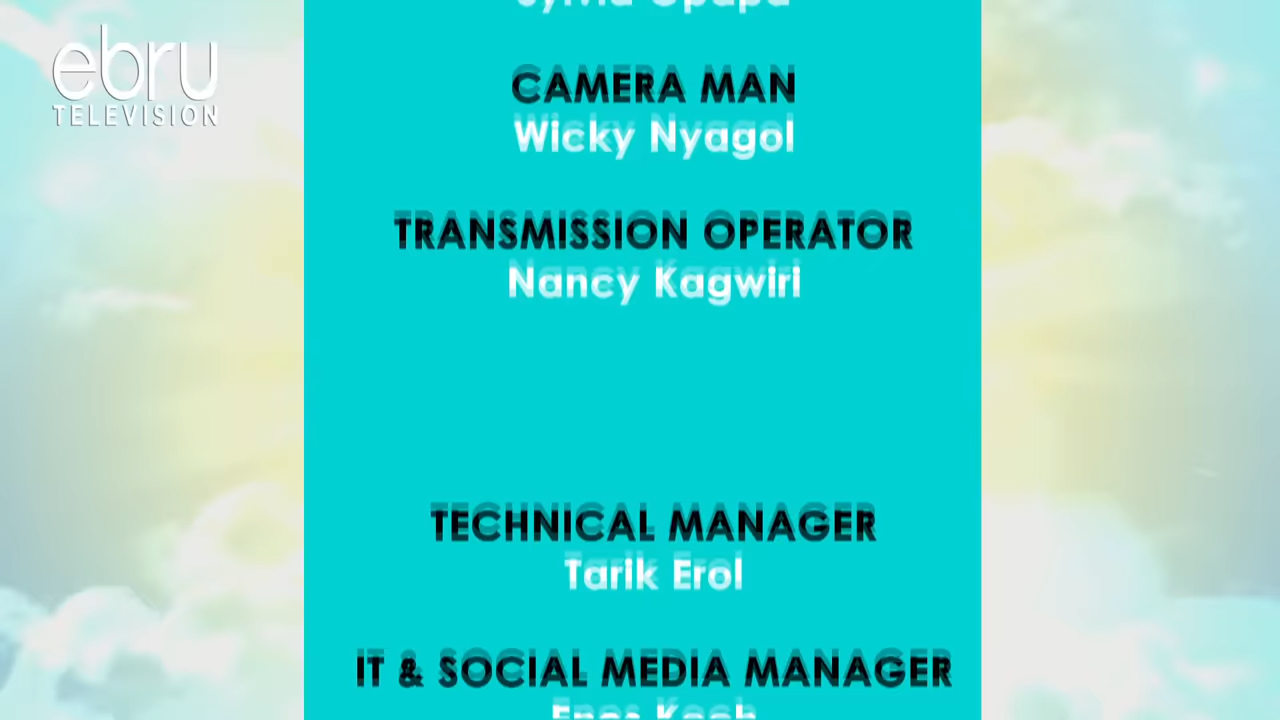 ebru
TELEVISION
CAMERA MAN
Wicky Nyagol
TRANSMISSION OPERATOR
Nancy Kagwiri
TECHNICAL MANAGER
Tarik Erol
IT & SOCIAL MEDIA MANAGER